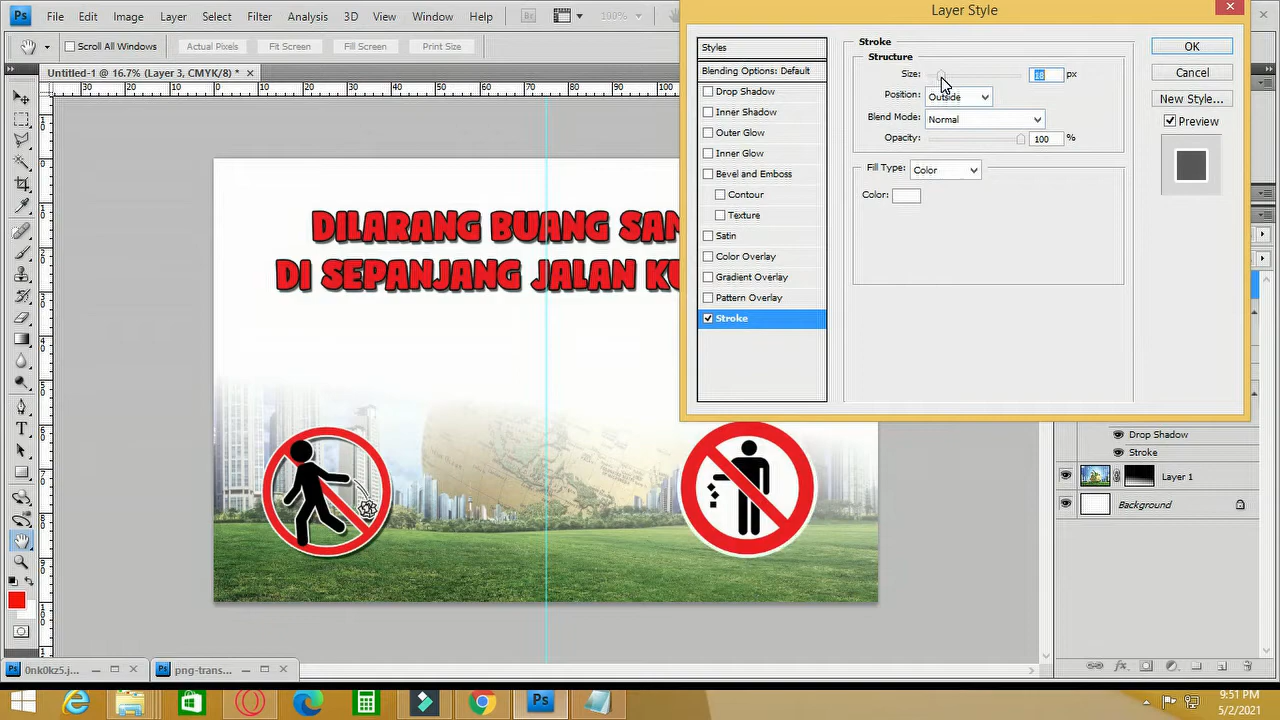 Ps File Edit Image Layer Select Filter Analysis 3D View Window Help Br 100%
Layer Style
Scroll All Windows Actual Pixels Fit Screen Fill Screen Print Size
Untitled-1 @ 16.7% (Layer 3, CMYK/8) *
Styles
Blending Options: Default
Drop Shadow
Inner Shadow
Outer Glow
Inner Glow
Bevel and Emboss
Contour
Texture
Satin
Color Overlay
Gradient Overlay
Pattern Overlay
Stroke
Stroke
Structure
Size: px
Position: Outside
Blend Mode: Normal
Opacity: 100 %
Fill Type: Color
Color:
OK
Cancel
New Style...
Preview
DILARANG BUANG SAM
DI SEPANJANG JALAN KU
Drop Shadow
Stroke
Layer 1
Background
Ps 0nk0kz5.j...
Ps png-trans...
Ps
9:51 PM
5/2/2021